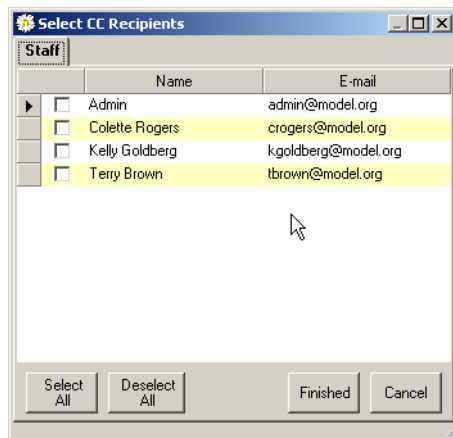 Select CC Recipients
Staff
Name E-mail
Admin admin@model.org
Colette Rogers crogers@model.org
Kelly Goldberg kgoldberg@model.org
Terry Brown tbrown@model.org
Select All
Deselect All
Finished
Cancel